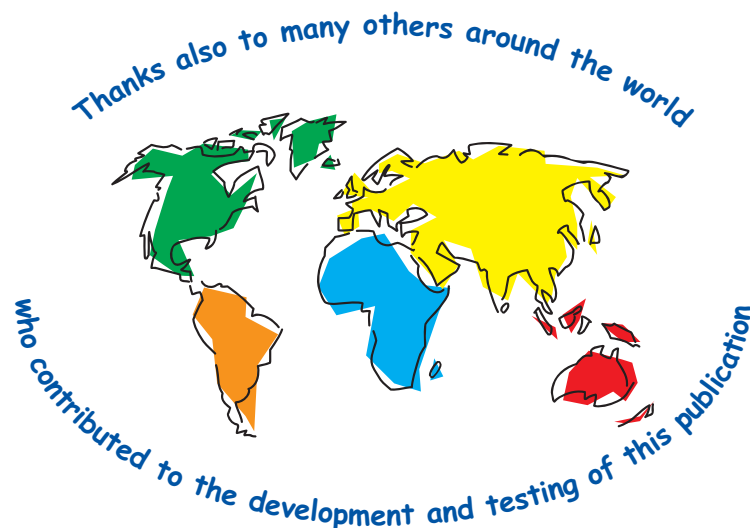 Thanks also to many others around the world
who contributed to the development and testing of this publication